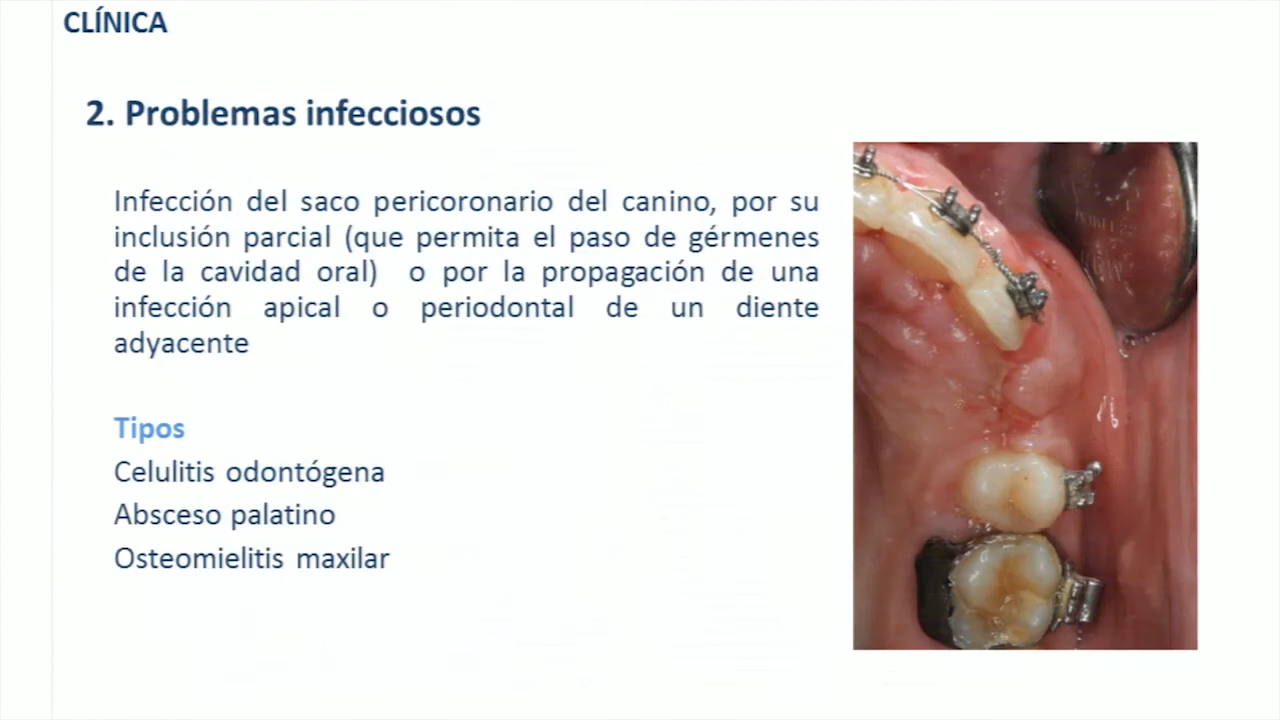 CLÍNICA
2. Problemas infecciosos
Infección del saco pericoronario del canino, por su
inclusión parcial (que permita el paso de gérmenes
de la cavidad oral) o por la propagación de una
infección apical o periodontal de un diente
adyacente
Tipos
Celulitis odontógena
Absceso palatino
Osteomielitis maxilar